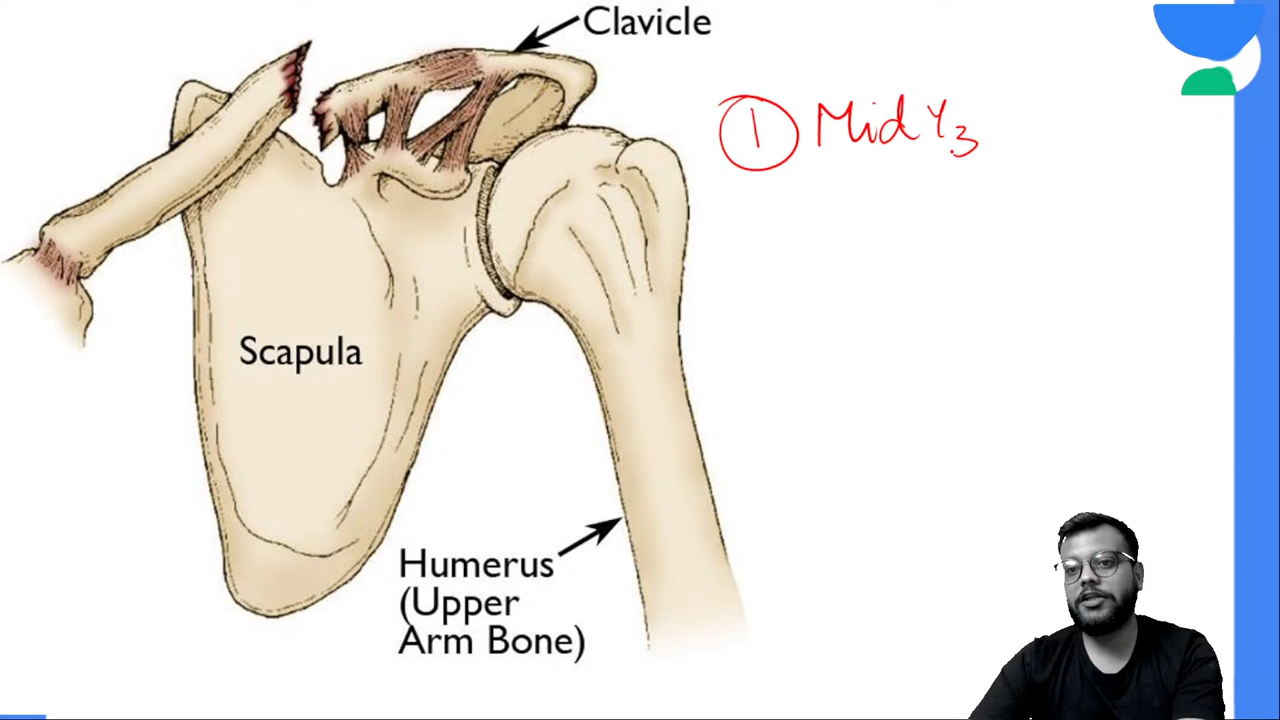 Clavicle
① Mid ⅓
Scapula
Humerus
(Upper
Arm Bone)